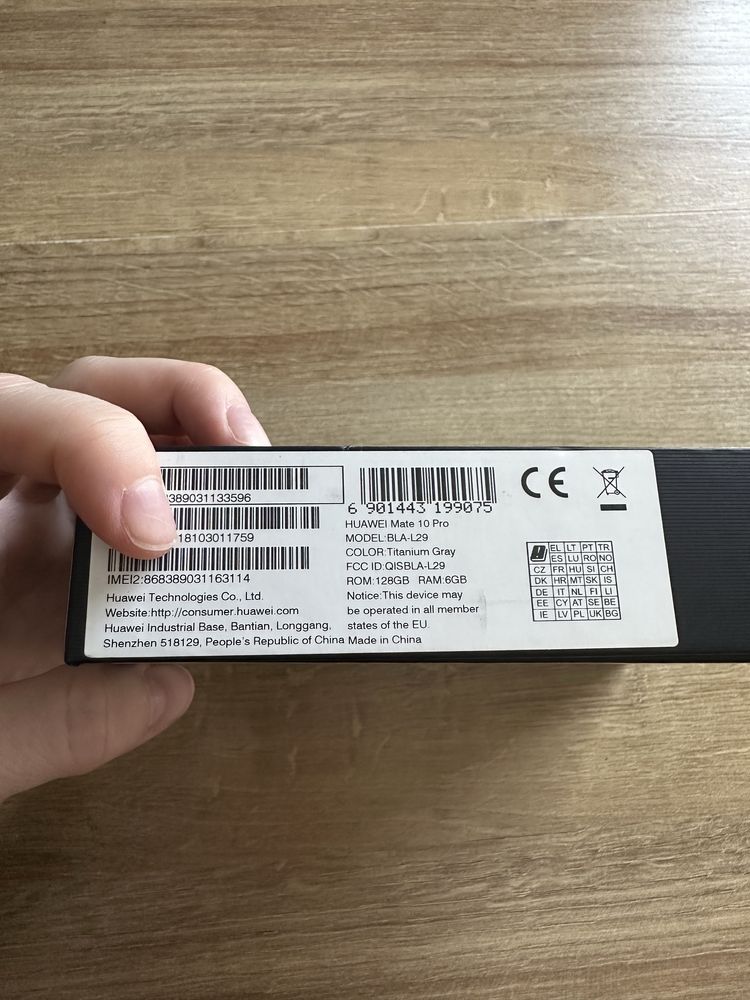 389031133596
18103011759
IMEI2:868389031163114
Huawei Technologies Co., Ltd.
Website:http://consumer.huawei.com
Huawei Industrial Base, Bantian, Longgang,
Shenzhen 518129, People's Republic of China
6 901443 199075
HUAWEI Mate 10 Pro
MODEL:BLA-L29
COLOR:Titanium Gray
FCC ID:QISBLA-L29
ROM:128GB RAM:6GB
Notice:This device may
be operated in all member
states of the EU.
Made in China
CE
EL LT PT TR
ES LU RO NO
CZ FR HU SI CH
DK HR MT SK IS
DE IT NL FI LI
EE CY AT SE BE
IE LV PL UK BG